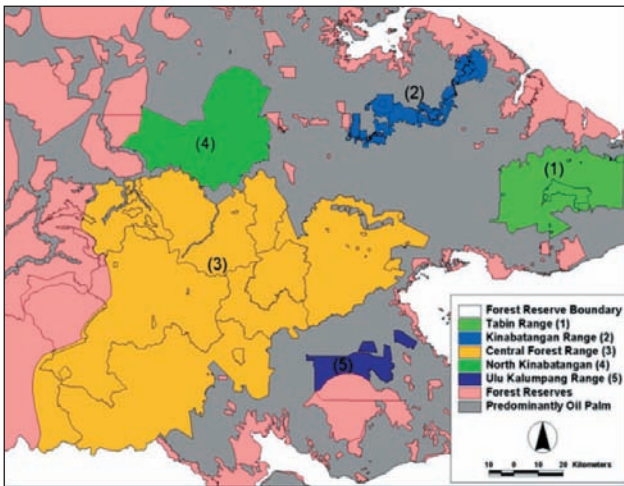 (2)
(4)
(1)
(3)
(5)
Forest Reserve Boundary
Tabin Range (1)
Kinabatangan Range (2)
Central Forest Range (3)
North Kinabatangan (4)
Ulu Kalumpang Range (5)
Forest Reserves
Predominantly Oil Palm
10 0 10 20 Kilometers